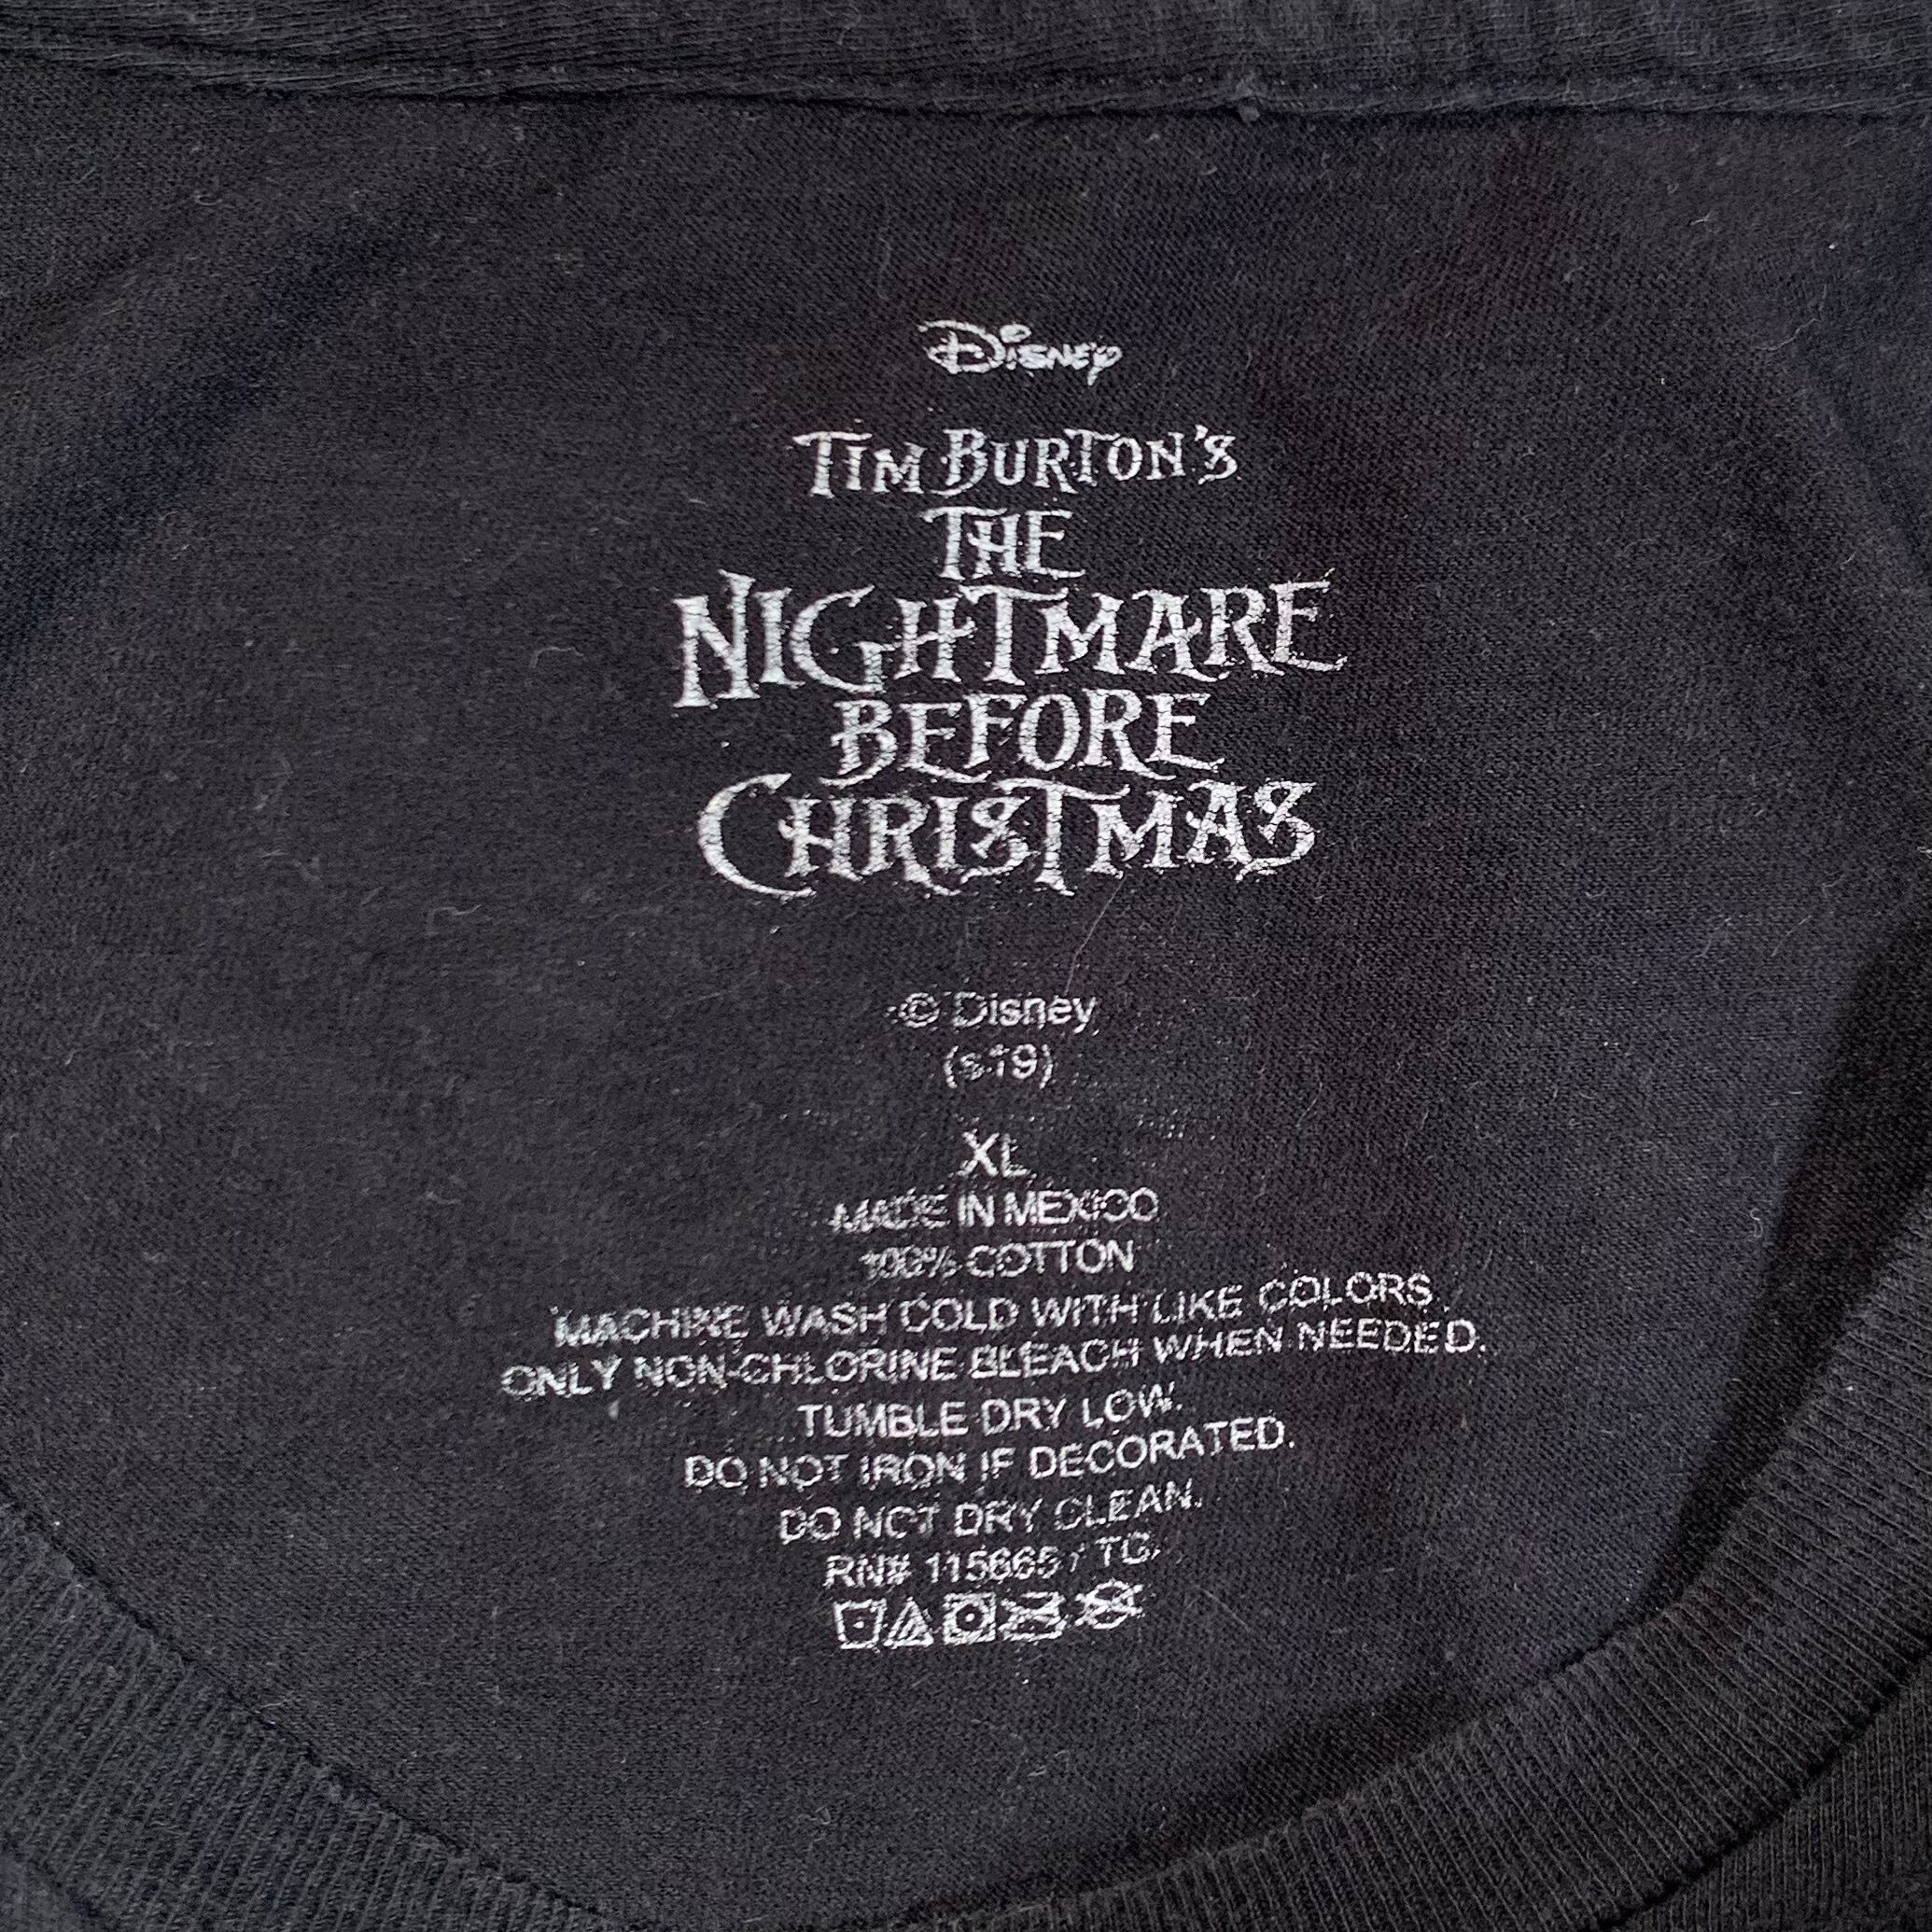 Disney
TIM BURTON'S
THE
NIGHTMARE
BEFORE
CHRISTMAS
© Disney
(s19)
XL
MADE IN MEXICO
100% COTTON
MACHINE WASH COLD WITH LIKE COLORS.
ONLY NON-CHLORINE BLEACH WHEN NEEDED.
TUMBLE DRY LOW.
DO NOT IRON IF DECORATED.
DO NOT DRY CLEAN.
RN# / TG.